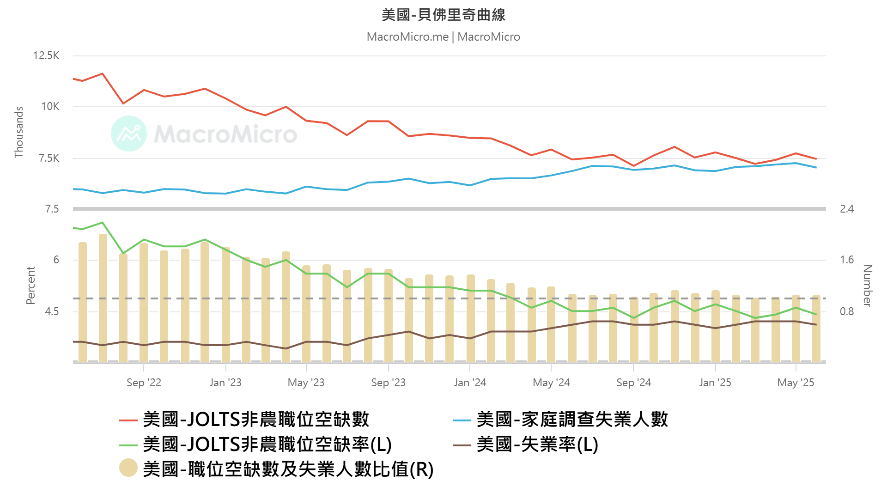 美國-貝佛里奇曲線
MacroMicro.me | MacroMicro
12.5K
10K
7.5K
7.5
6
4.5
Thousands
Percent
MacroMicro
2.4
1.6
0.8
Number
Sep '22
Jan '23
May '23
Sep '23
Jan '24
May '24
Sep '24
Jan '25
May '25
美國-JOLTS非農職位空缺數
美國-家庭調查失業人數
美國-JOLTS非農職位空缺率(L)
美國-失業率(L)
美國-職位空缺數及失業人數比值(R)